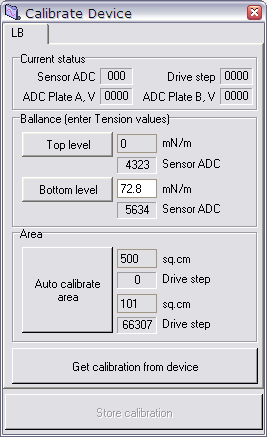 Calibrate Device
LB
Current status
Sensor ADC 000 Drive step 0000
ADC Plate A, V 0000 ADC Plate B, V 0000
Ballance (enter Tension values)
Top level 0 mN/m
4323 Sensor ADC
Bottom level 72.8 mN/m
5634 Sensor ADC
Area
500 sq.cm
Auto calibrate
area
0 Drive step
101 sq.cm
66307 Drive step
Get calibration from device
Store calibration